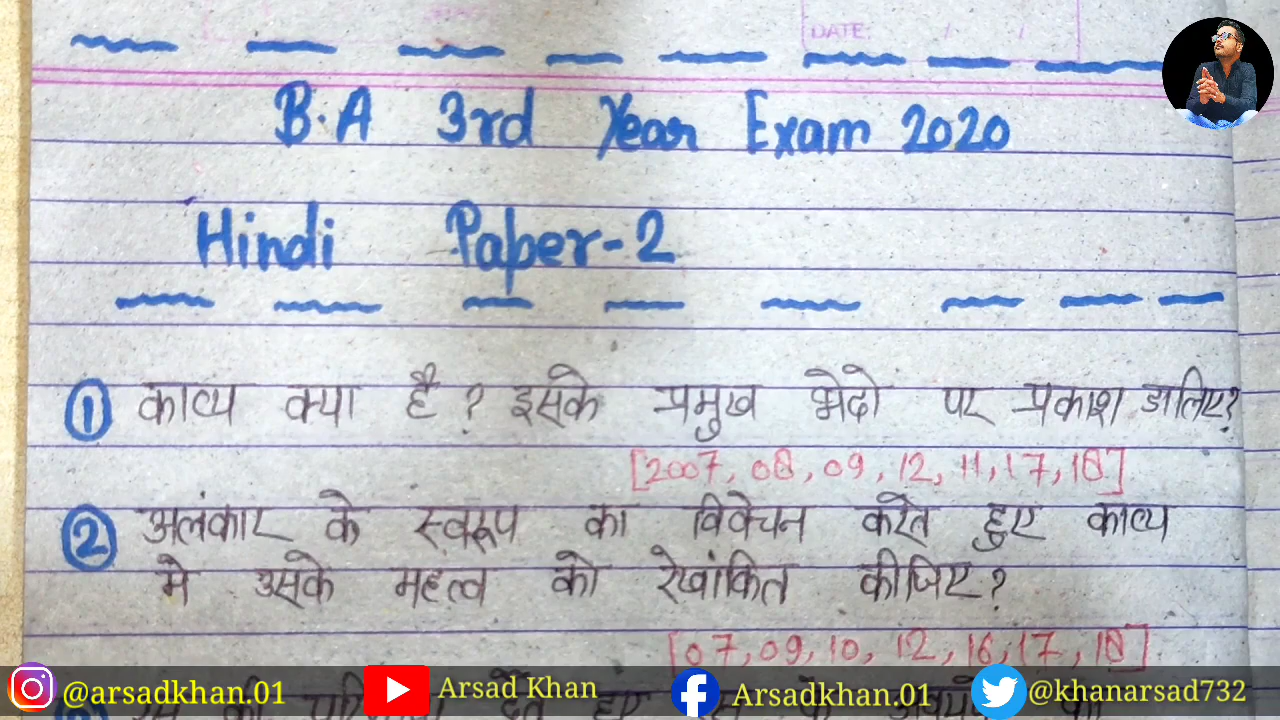 DATE: / /
B.A 3rd Year Exam 2020
Hindi Paper-2
① काव्य क्या है? इसके प्रमुख भेदो पर प्रकाश डालिए?
[2007, 08, 09, 12, 11, 17, 18]
② अलंकार के स्वरूप का विवेचन करते हुए काव्य
मे उसके महत्व को रेखांकित कीजिए?
[07, 09, 10, 12, 16, 17, 18]
देते हुए
@arsadkhan.01 Arsad Khan Arsadkhan.01 @khanarsad732